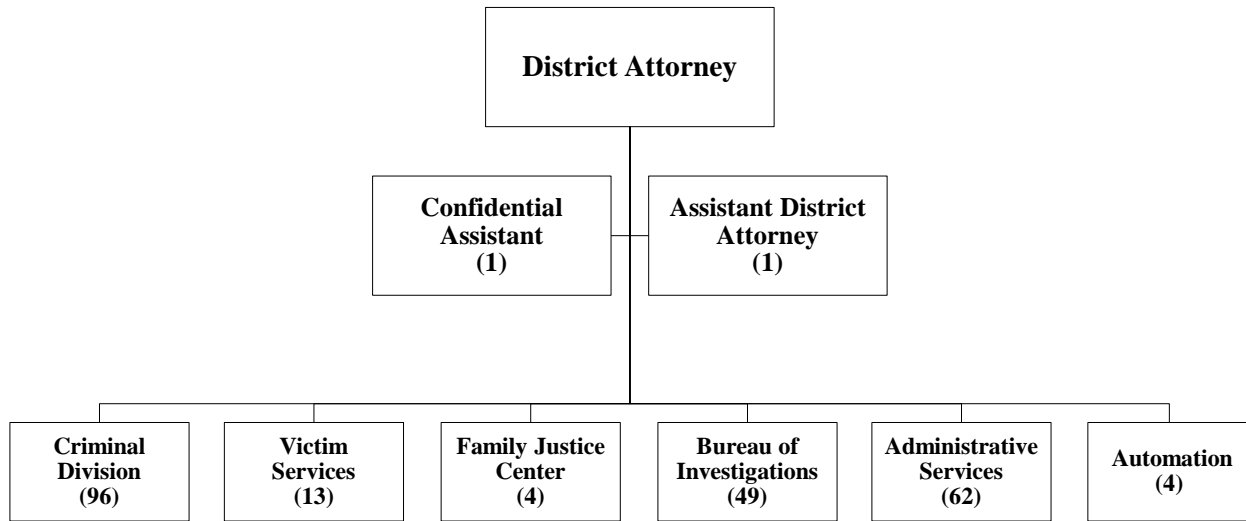 District Attorney
Confidential
Assistant
(1)
Assistant District
Attorney
(1)
Criminal
Division
(96)
Victim
Services
(13)
Family Justice
Center
(4)
Bureau of
Investigations
(49)
Administrative
Services
(62)
Automation
(4)